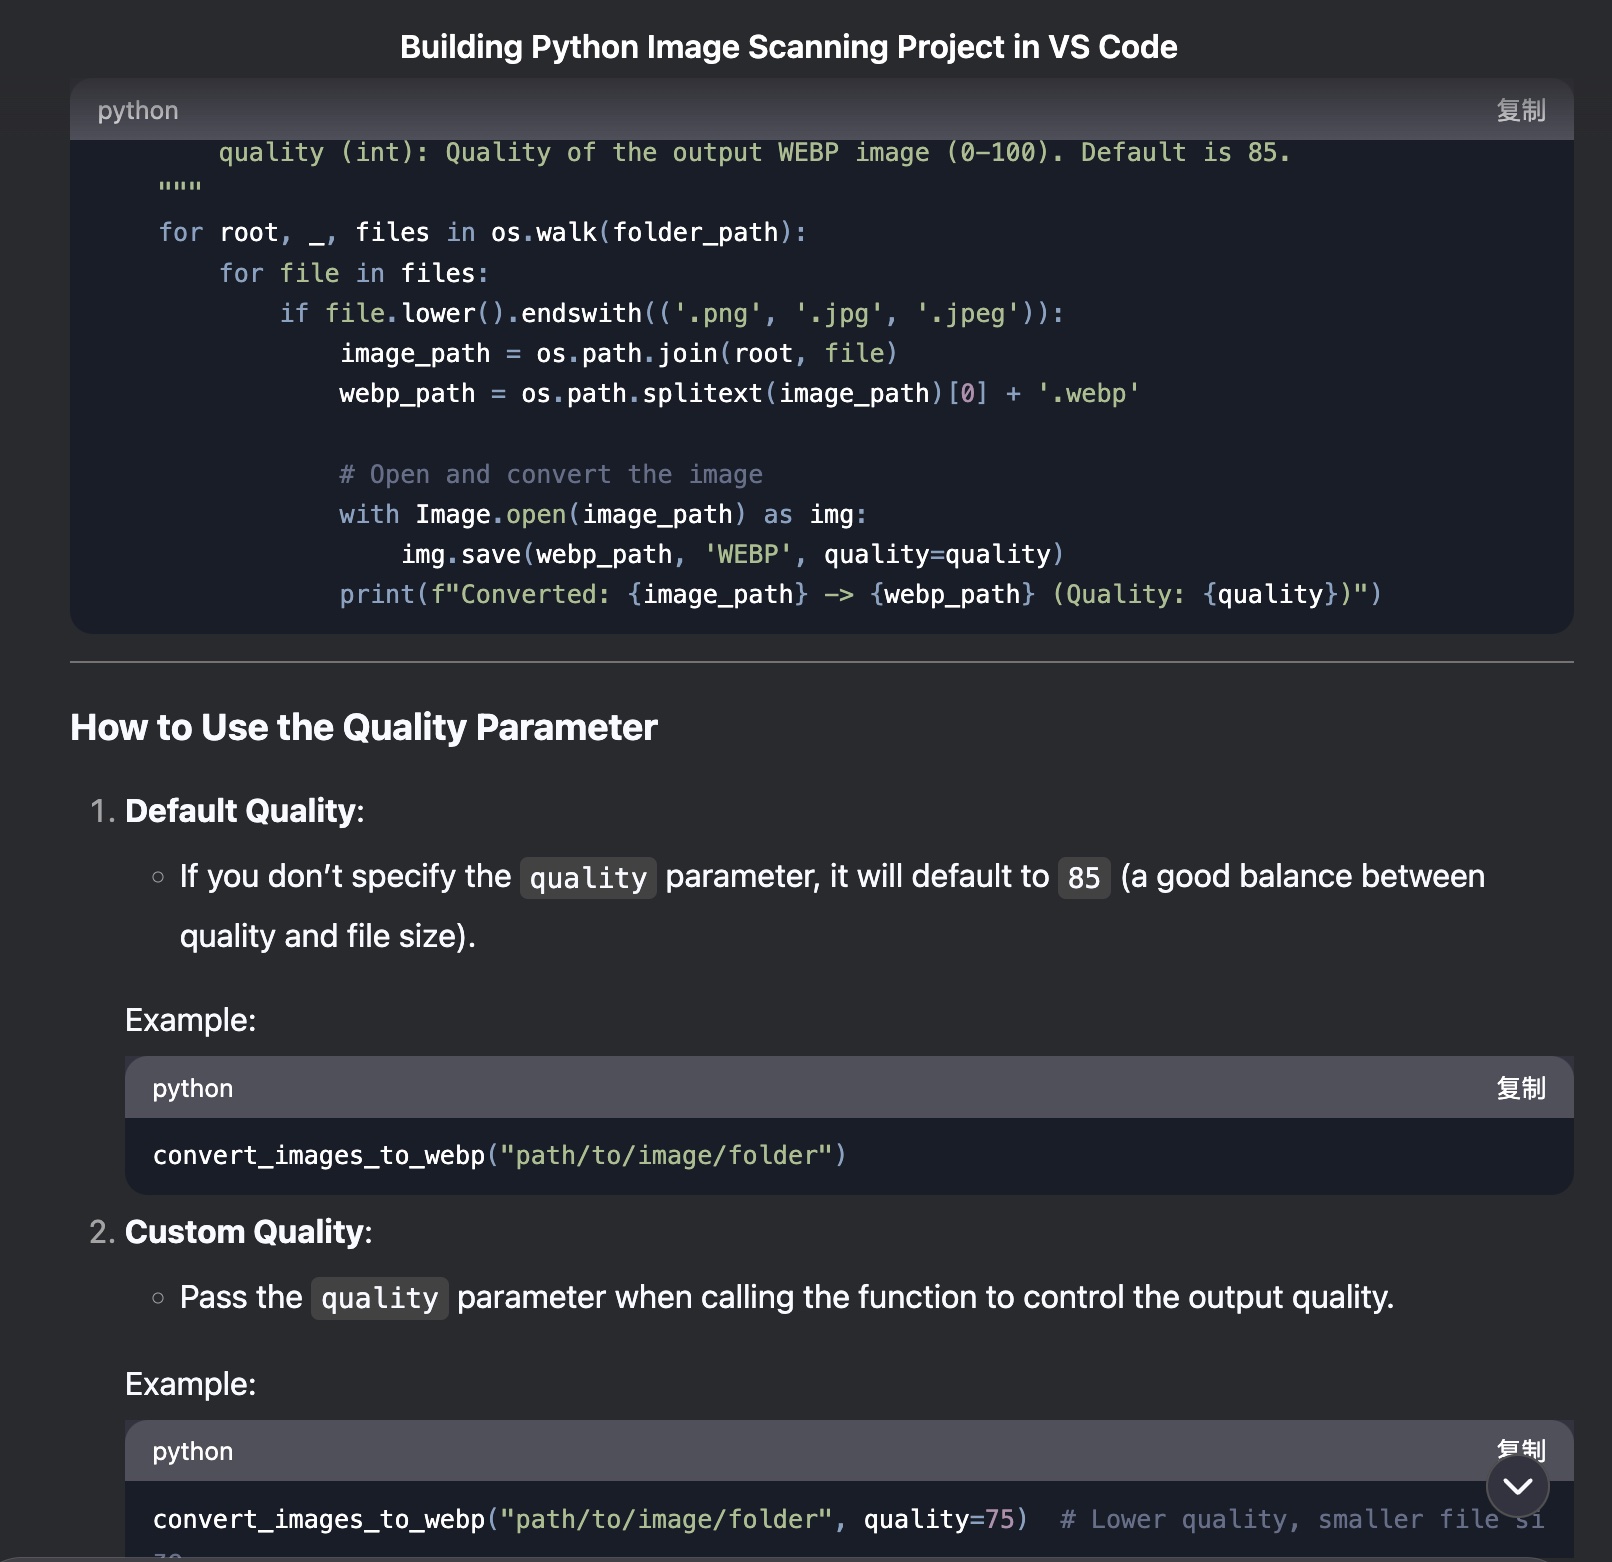 Building Python Image Scanning Project in VS Code
python 复制
quality (int): Quality of the output WEBP image (0-100). Default is 85.
"""
for root, _, files in os.walk(folder_path):
for file in files:
if file.lower().endswith(('.png', '.jpg', '.jpeg')):
image_path = os.path.join(root, file)
webp_path = os.path.splitext(image_path)[0] + '.webp'
# Open and convert the image
with Image.open(image_path) as img:
img.save(webp_path, 'WEBP', quality=quality)
print(f"Converted: {image_path} -> {webp_path} (Quality: {quality})")
How to Use the Quality Parameter
1. Default Quality:
◦ If you don’t specify the quality parameter, it will default to 85 (a good balance between
quality and file size).
Example:
python 复制
convert_images_to_webp("path/to/image/folder")
2. Custom Quality:
◦ Pass the quality parameter when calling the function to control the output quality.
Example:
python 复制
convert_images_to_webp("path/to/image/folder", quality=75) # Lower quality, smaller file si